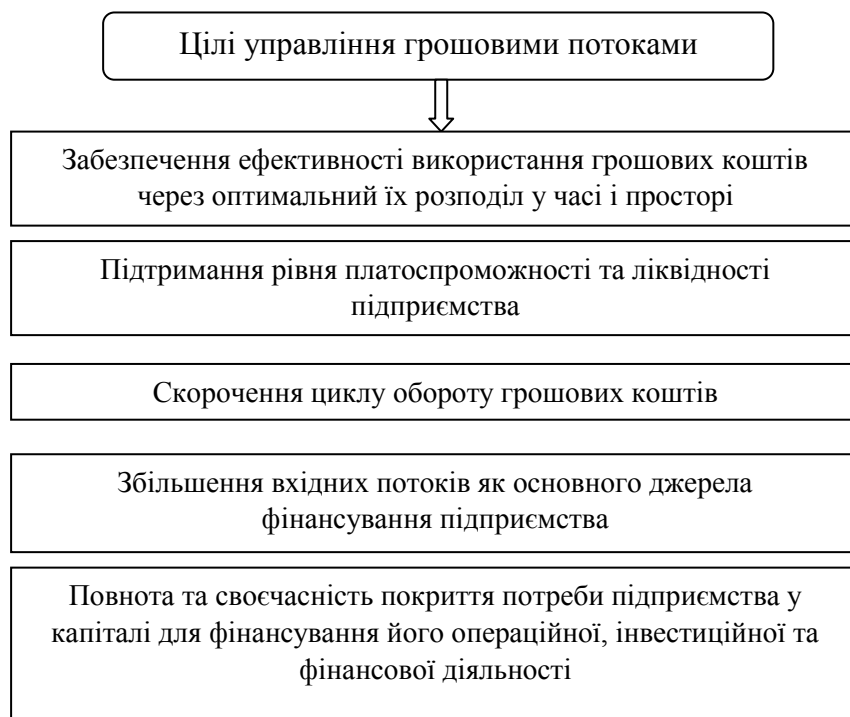 Цілі управління грошовими потоками
Забезпечення ефективності використання грошових коштів
через оптимальний їх розподіл у часі і просторі
Підтримання рівня платоспроможності та ліквідності
підприємства
Скорочення циклу обороту грошових коштів
Збільшення вхідних потоків як основного джерела
фінансування підприємства
Повнота та своєчасність покриття потреби підприємства у
капіталі для фінансування його операційної, інвестиційної та
фінансової діяльності